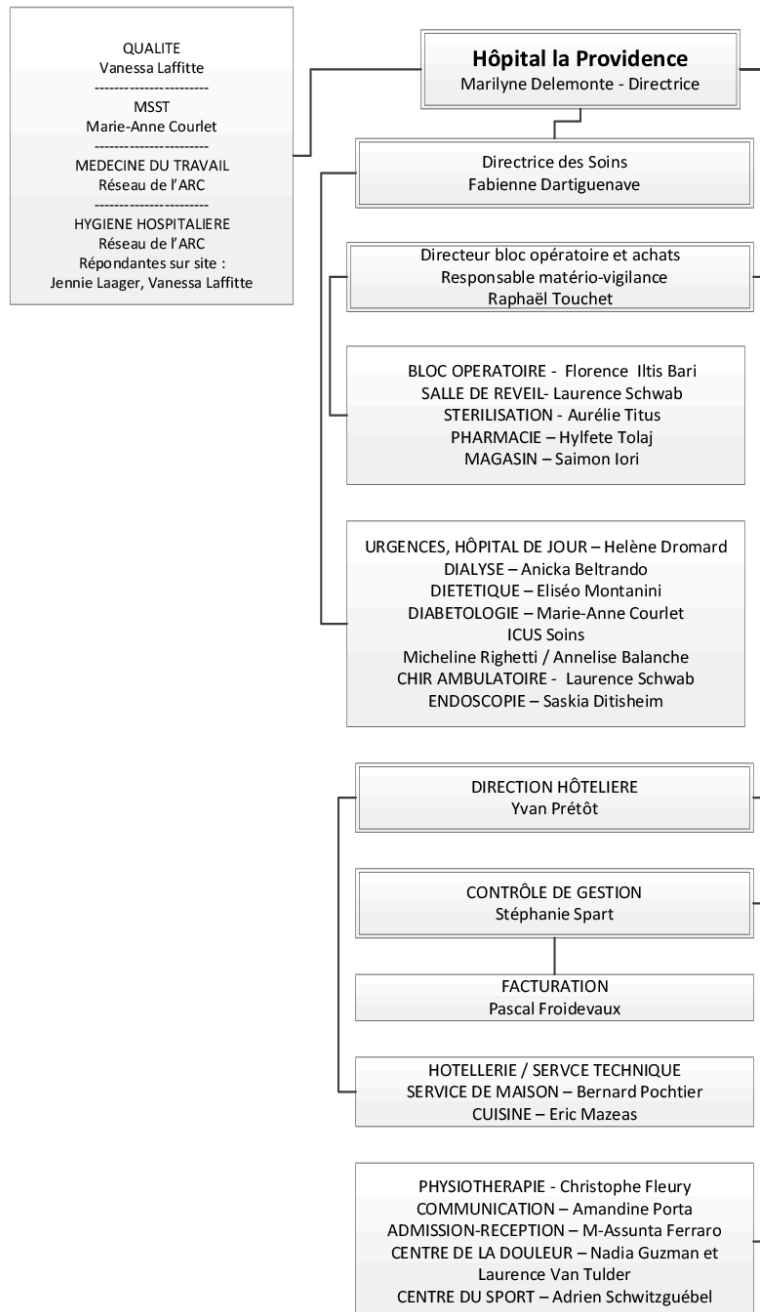 QUALITE
Vanessa Laffitte
-----------------------
MSST
Marie-Anne Courlet
-----------------------
MEDECINE DU TRAVAIL
Réseau de l'ARC
-----------------------
HYGIENE HOSPITALIERE
Réseau de l'ARC
Répondantes sur site :
Jennie Laager, Vanessa Laffitte
Hôpital la Providence
Marilyne Delemonte - Directrice
Directrice des Soins
Fabienne Dartiguenave
Directeur bloc opératoire et achats
Responsable matério-vigilance
Raphaël Touchet
BLOC OPERATOIRE - Florence Iltis Bari
SALLE DE REVEIL- Laurence Schwab
STERILISATION - Aurélie Titus
PHARMACIE – Hylfete Tolaj
MAGASIN – Saimon Iori
URGENCES, HÔPITAL DE JOUR – Helène Dromard
DIALYSE – Anicka Beltrando
DIETETIQUE – Eliséo Montanini
DIABETOLOGIE – Marie-Anne Courlet
ICUS Soins
Micheline Righetti / Annelise Balanche
CHIR AMBULATOIRE - Laurence Schwab
ENDOSCOPIE – Saskia Ditisheim
DIRECTION HÔTELIERE
Yvan Prétôt
CONTRÔLE DE GESTION
Stéphanie Spart
FACTURATION
Pascal Froidevaux
HOTELLERIE / SERVCE TECHNIQUE
SERVICE DE MAISON – Bernard Pochtier
CUISINE – Eric Mazeas
PHYSIOTHERAPIE - Christophe Fleury
COMMUNICATION – Amandine Porta
ADMISSION-RECEPTION – M-Assunta Ferraro
CENTRE DE LA DOULEUR – Nadia Guzman et
Laurence Van Tulder
CENTRE DU SPORT – Adrien Schwitzguébel